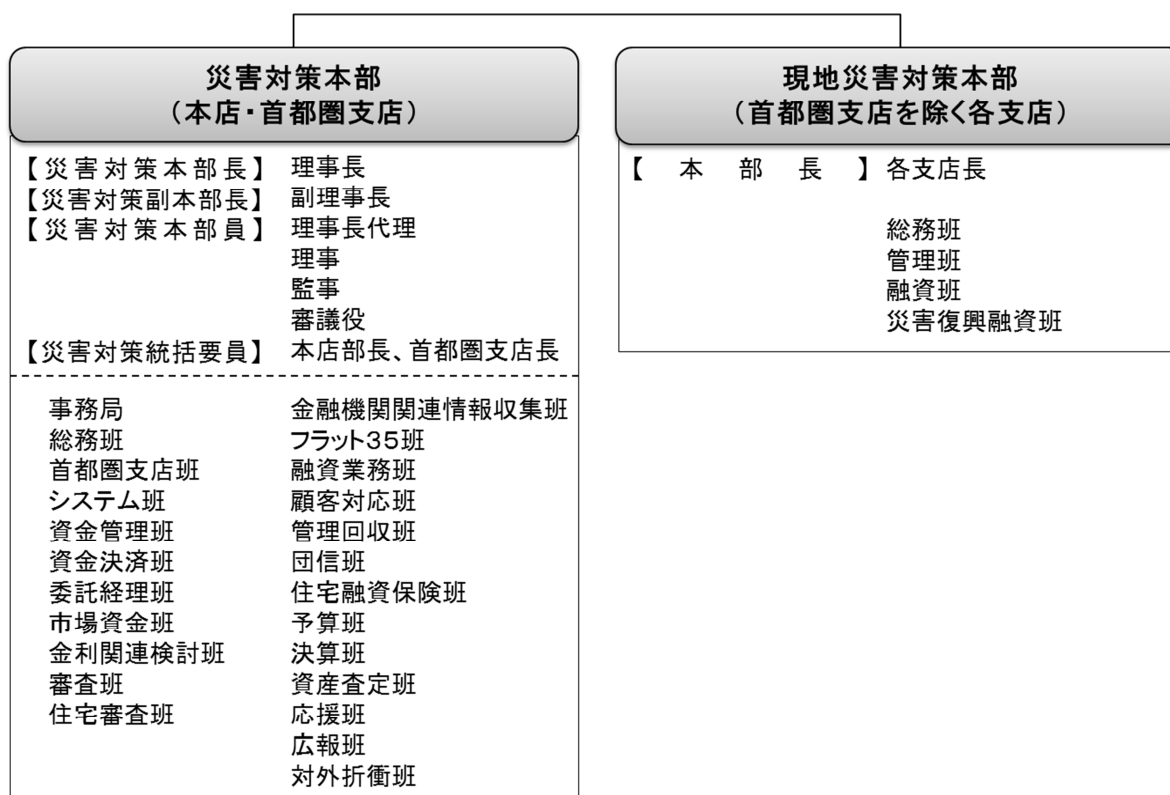 災害対策本部
（本店・首都圏支店）
【災害対策本部長】 理事長
【災害対策副本部長】 副理事長
【災害対策本部員】 理事長代理
理事
監事
審議役
【災害対策統括要員】 本店部長、首都圏支店長
事務局
総務班
首都圏支店班
システム班
資金管理班
資金決済班
委託経理班
市場資金班
金利関連検討班
審査班
住宅審査班
金融機関関連情報収集班
フラット３５班
融資業務班
顧客対応班
管理回収班
団信班
住宅融資保険班
予算班
決算班
資産査定班
応援班
広報班
対外折衝班
現地災害対策本部
（首都圏支店を除く各支店）
【 本 部 長 】 各支店長
総務班
管理班
融資班
災害復興融資班